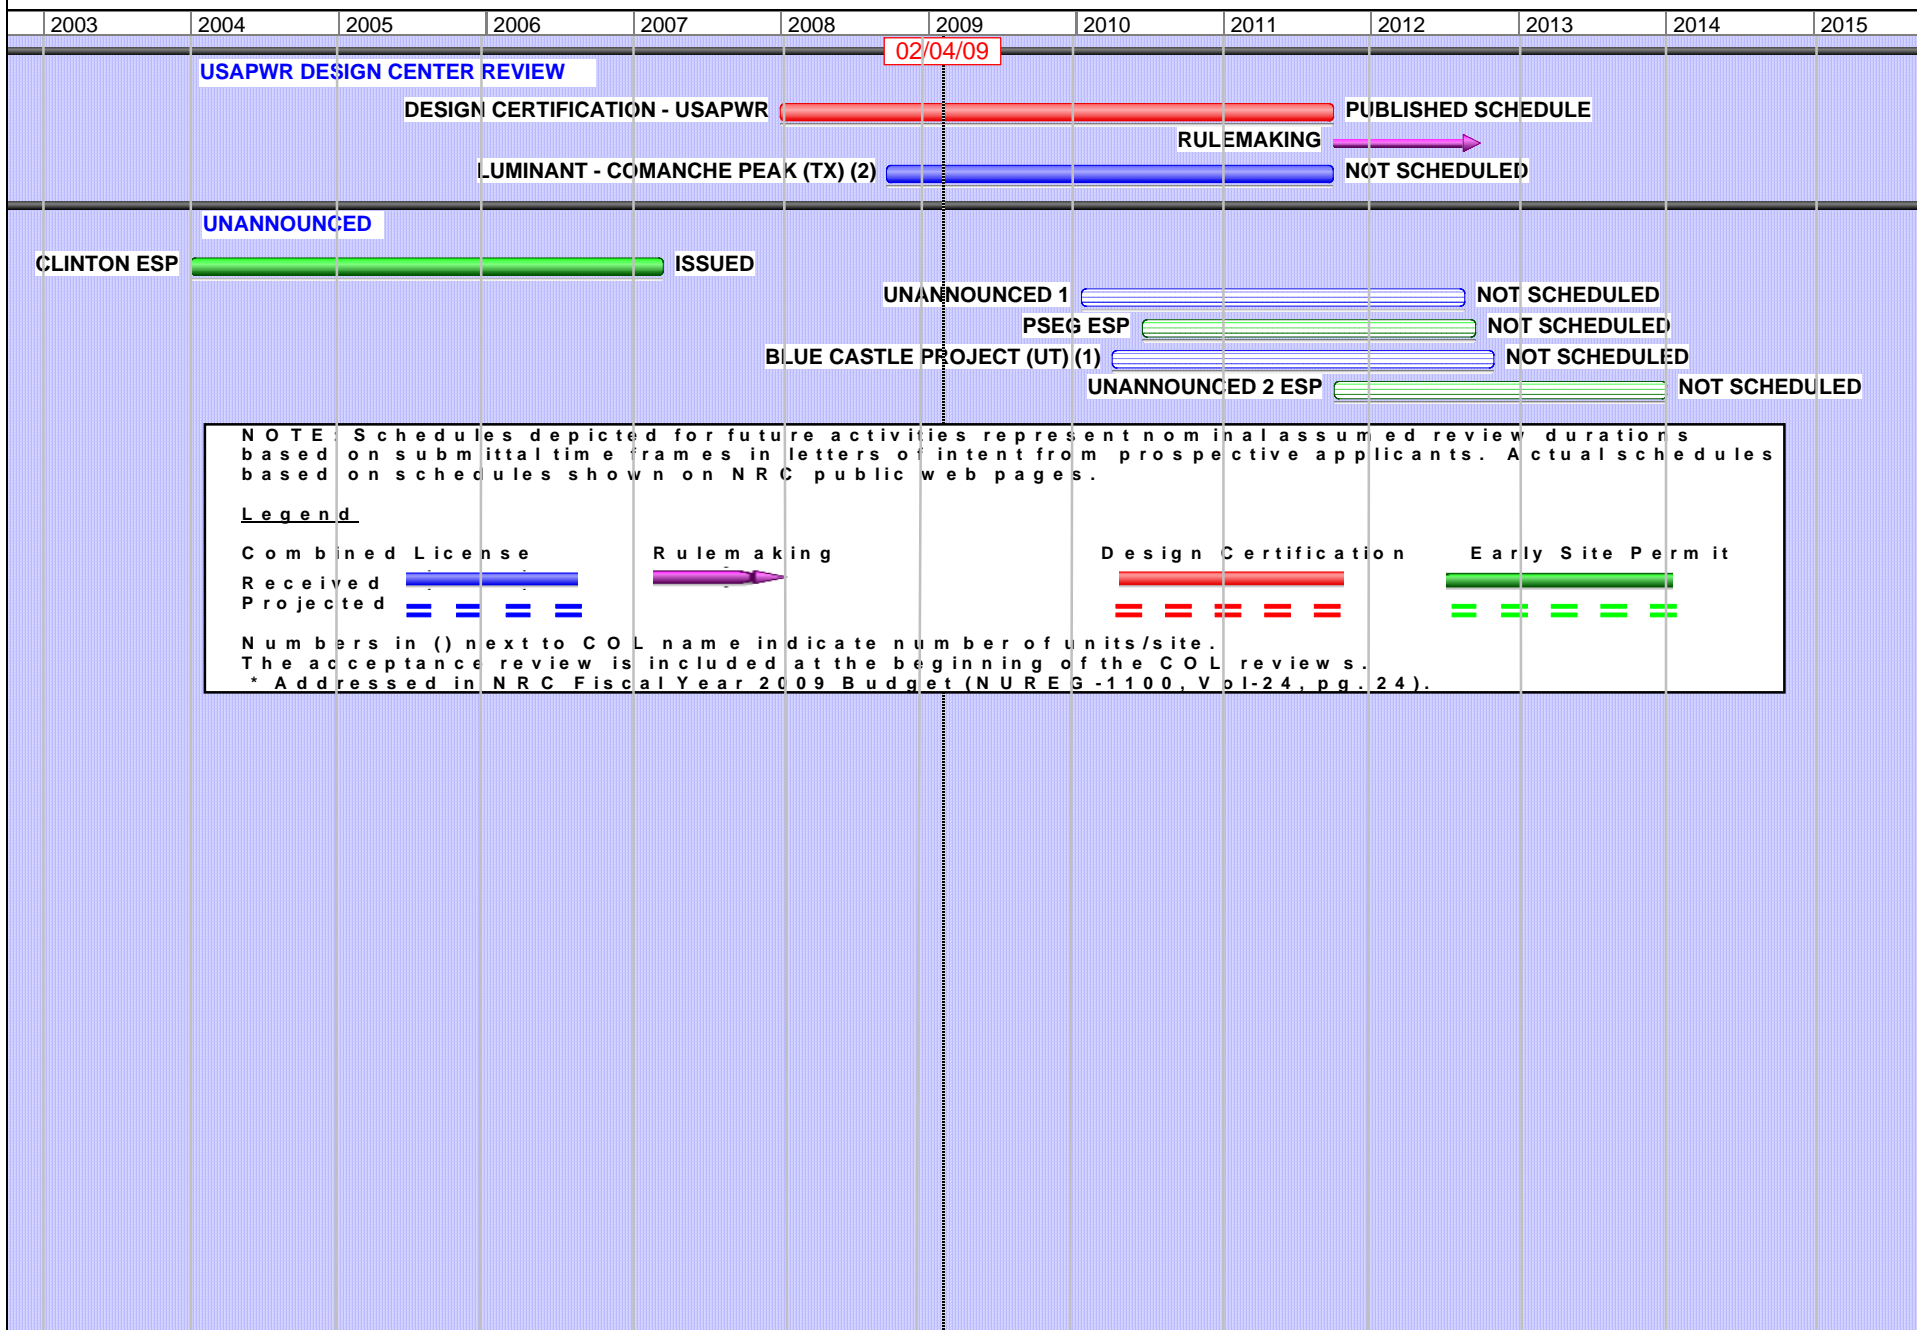 2003 2004 2005 2006 2007 2008 2009 2010 2011 2012 2013 2014 2015
02/04/09
USAPWR DESIGN CENTER REVIEW
DESIGN CERTIFICATION - USAPWR PUBLISHED SCHEDULE
RULEMAKING
LUMINANT - COMANCHE PEAK (TX) (2) NOT SCHEDULED
UNANNOUNCED
CLINTON ESP ISSUED
UNANNOUNCED 1 NOT SCHEDULED
PSEG ESP NOT SCHEDULED
BLUE CASTLE PROJECT (UT) (1) NOT SCHEDULED
UNANNOUNCED 2 ESP NOT SCHEDULED
NOTE: Schedules depicted for future activities represent nominal assumed review durations
based on submittal time frames in letters of intent from prospective applicants. Actual schedules
based on schedules shown on NRC public web pages.
Legend
Combined License Rulemaking Design Certification Early Site Permit
Received
Projected
Numbers in () next to COL name indicate number of units/site.
The acceptance review is included at the beginning of the COL reviews.
* Addressed in NRC Fiscal Year 2009 Budget (NUREG-1100, Vol-24, pg. 24).